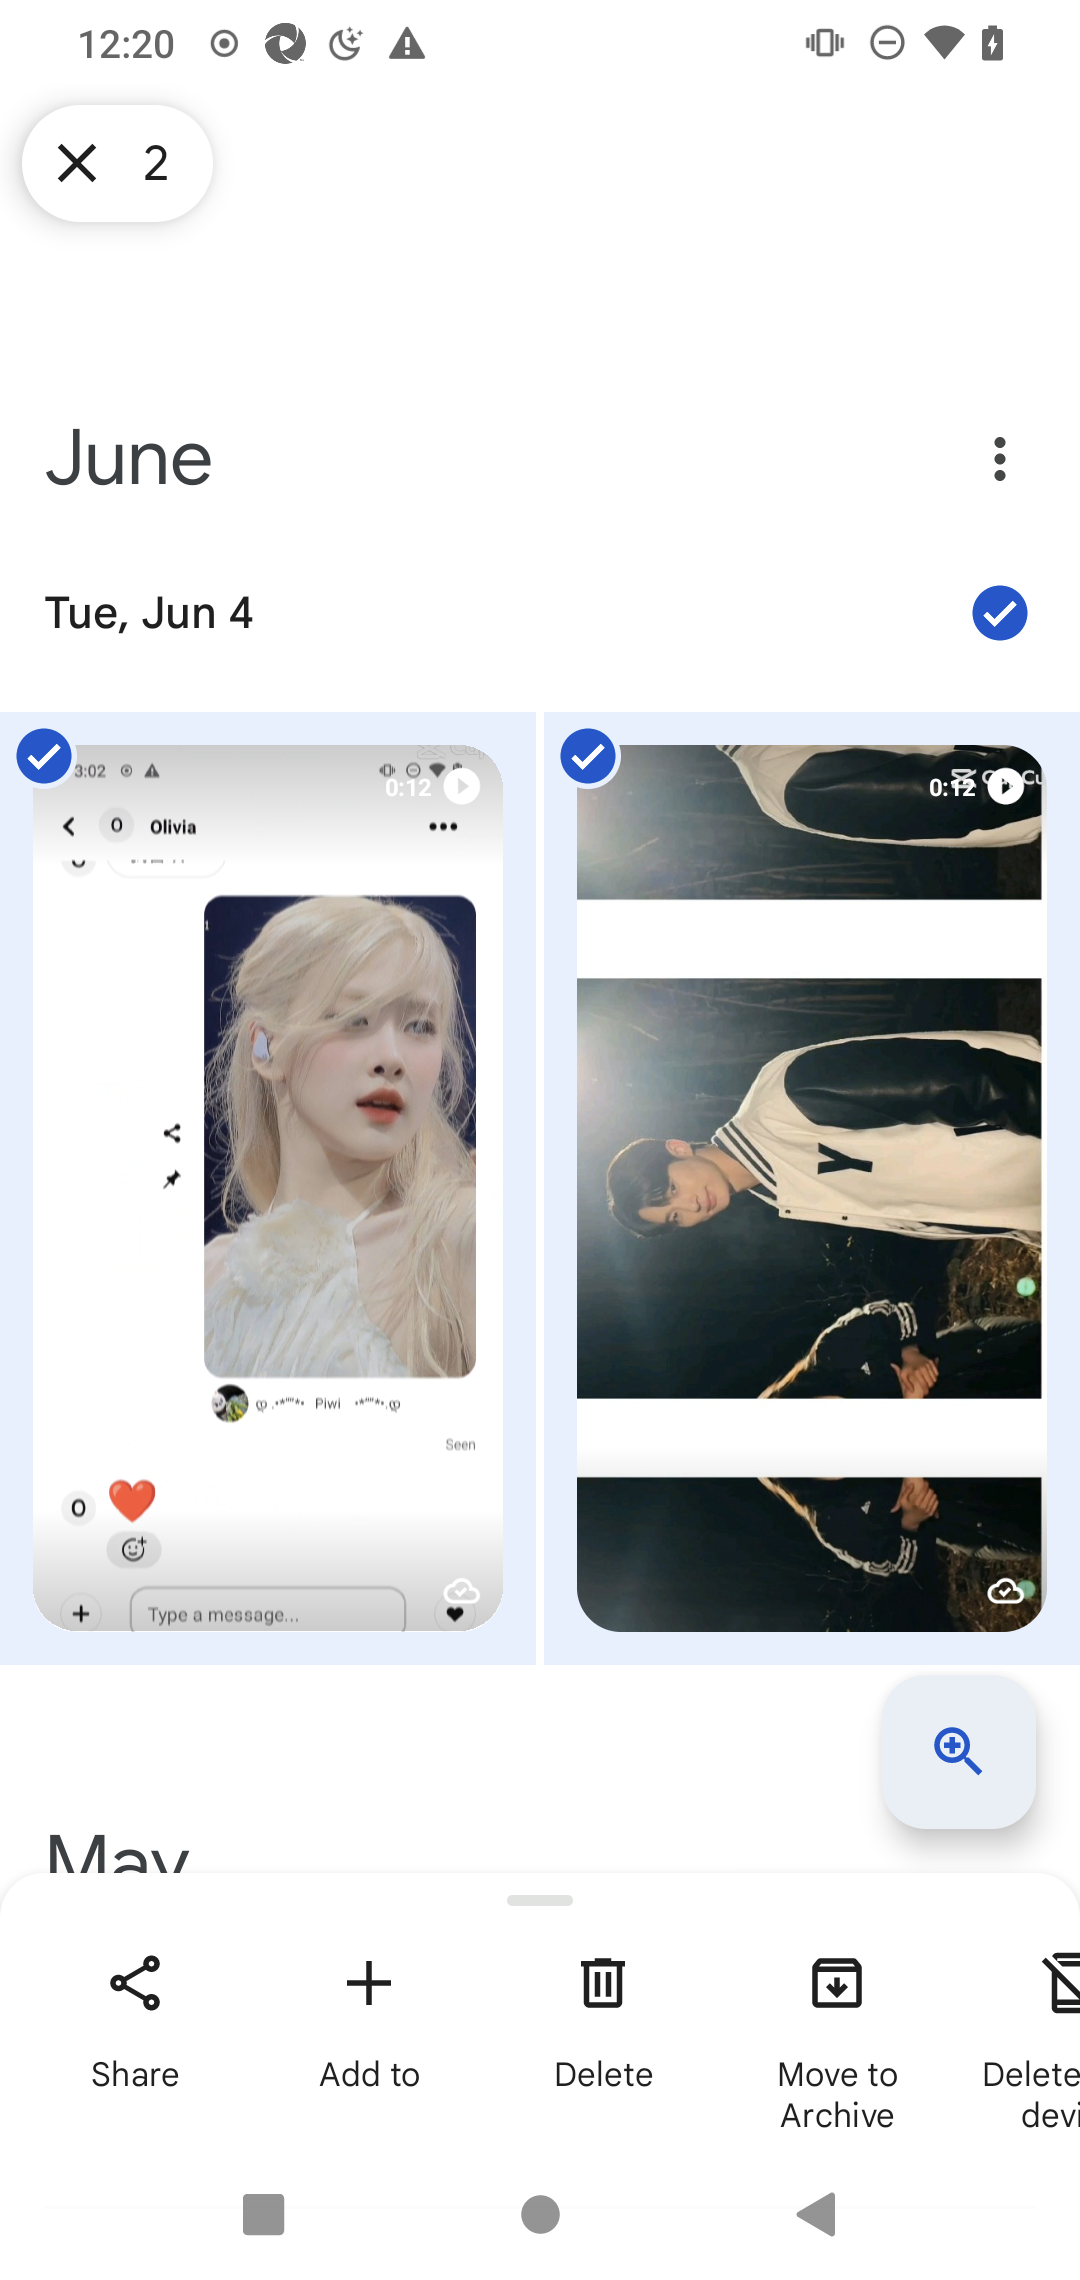 12:20
2
June
Tue, Jun 4
3:02
0:12
O Olivia
Piwi
Seen
O
Type a message...
0:12
Y
May
Share
Add to
Delete
Move to
Archive
Delete
devi